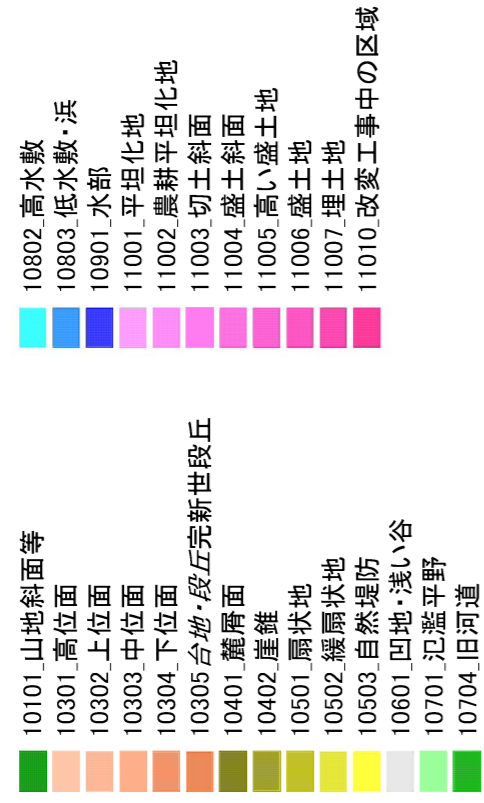 10101_山地斜面等
10301_高位面
10302_上位面
10303_中位面
10304_下位面
10305台地・段丘完新世段丘
10401_麓屑面
10402_崖錐
10501_扇状地
10502_緩扇状地
10503_自然堤防
10601_凹地・浅い谷
10701_氾濫平野
10704_旧河道
10802_高水敷
10803_低水敷・浜
10901_水部
11001_平坦化地
11002_農耕平坦化地
11003_切土斜面
11004_盛土斜面
11005_高い盛土地
11006_盛土地
11007_埋土地
11010_改変工事中の区域